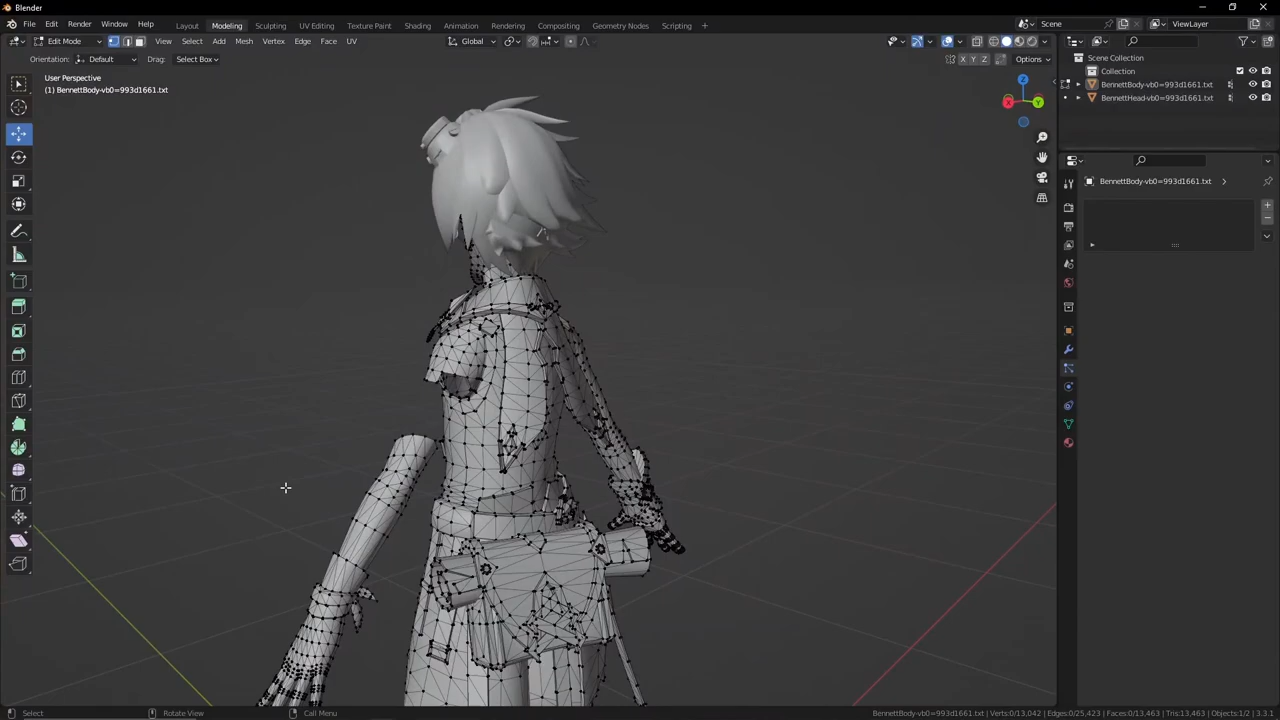 Blender
File Edit Render Window Help Layout Modeling Sculpting UV Editing Texture Paint Shading Animation Rendering Compositing Geometry Nodes Scripting + Scene ViewLayer
Edit Mode View Select Add Mesh Vertex Edge Face UV Global
Orientation: Default Drag: Select Box X Y Z Options
User Perspective
(1) BennettBody-vb0=993d1661.txt
Z
X Y
Scene Collection
Collection
BennettBody-vb0=993d1661.txt
BennettHead-vb0=993d1661.txt
BennettBody-vb0=993d1661.txt
Select Rotate View Call Menu BennettBody-vb0=993d1661.txt | Verts:0/13,042 | Edges:0/25,423 | Faces:0/13,463 | Tris:13,463 | Objects:1/2 | 3.3.1